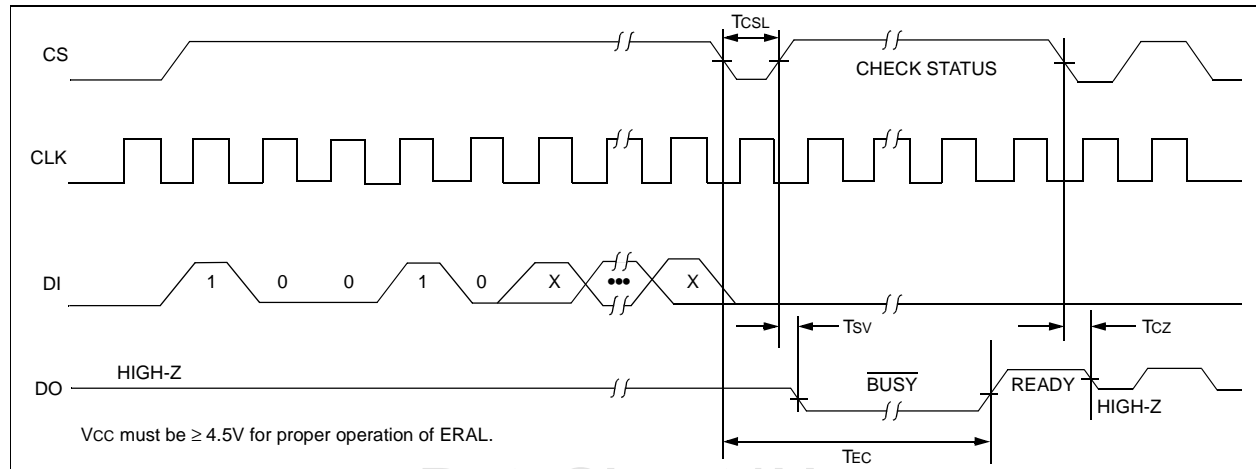 TCSL
CS
CHECK STATUS
CLK
DI
1 0 0 1 0 X ••• X
TSV
TCZ
HIGH-Z
DO
BUSY
READY
HIGH-Z
VCC must be ≥ 4.5V for proper operation of ERAL.
TEC